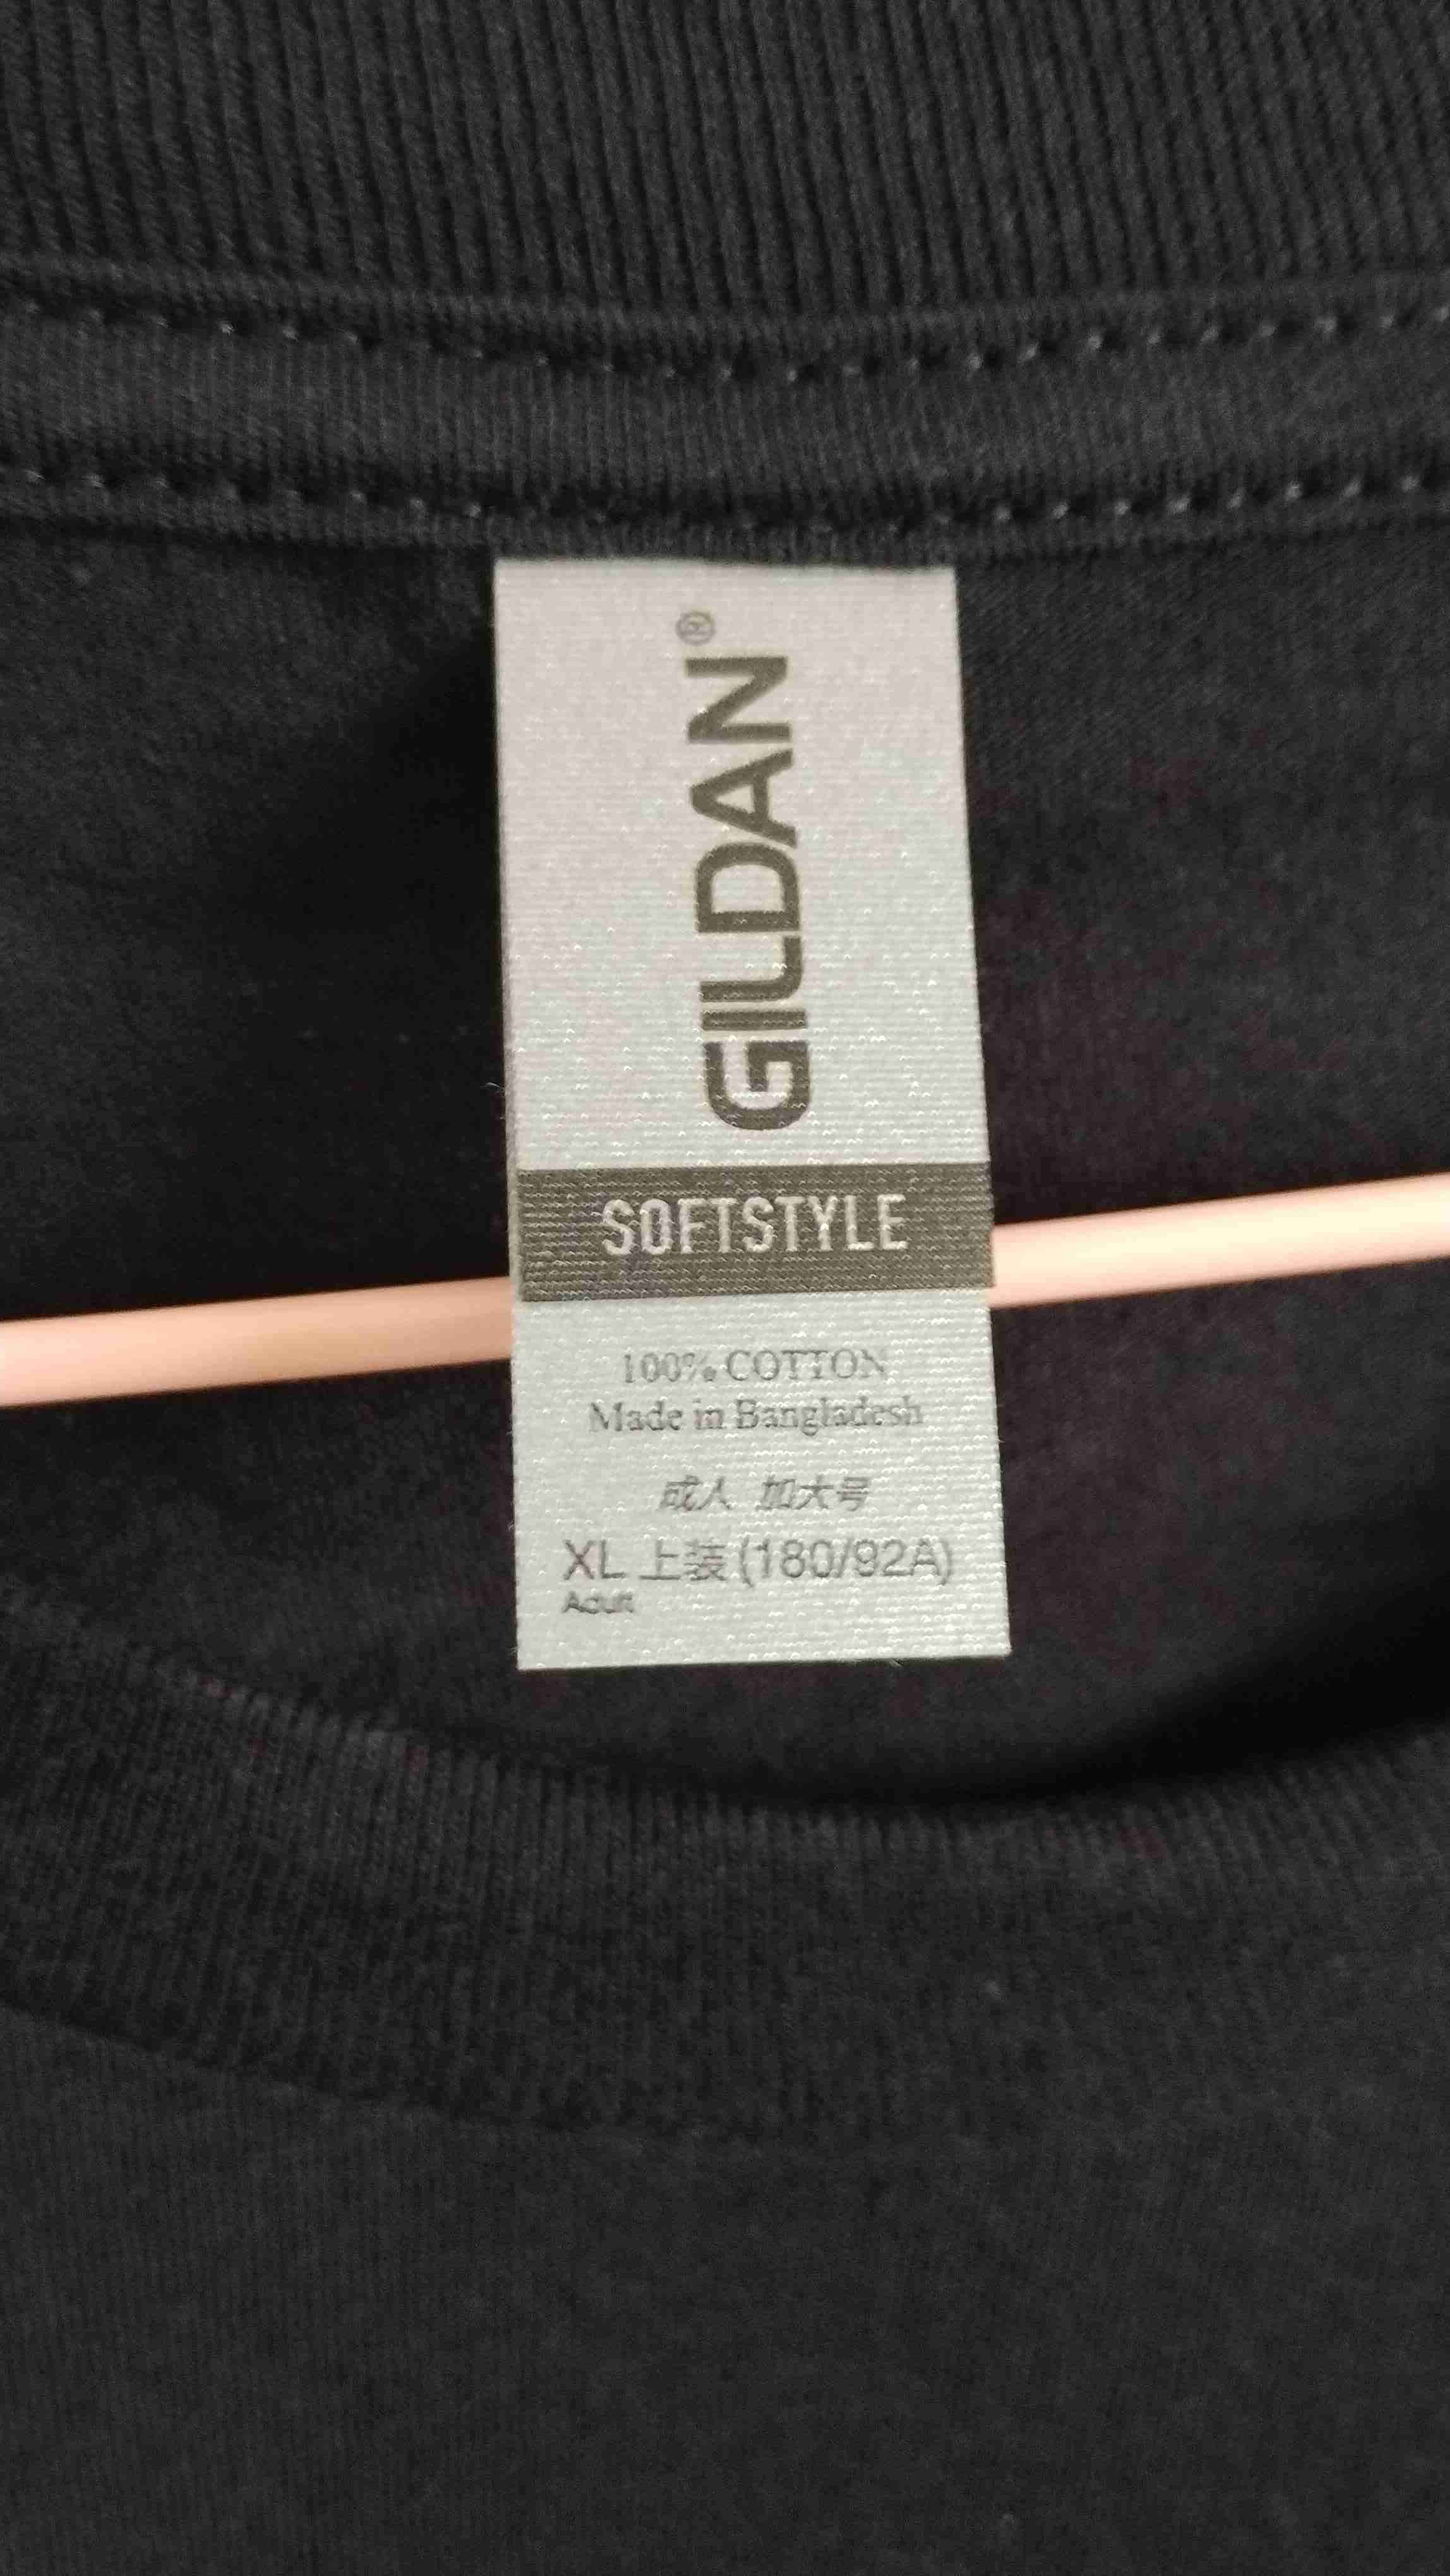 GILDAN®
SOFTSTYLE
100% COTTON
Made in Bangladesh
成人 加大号
XL 上装 (180/92A)
Adult